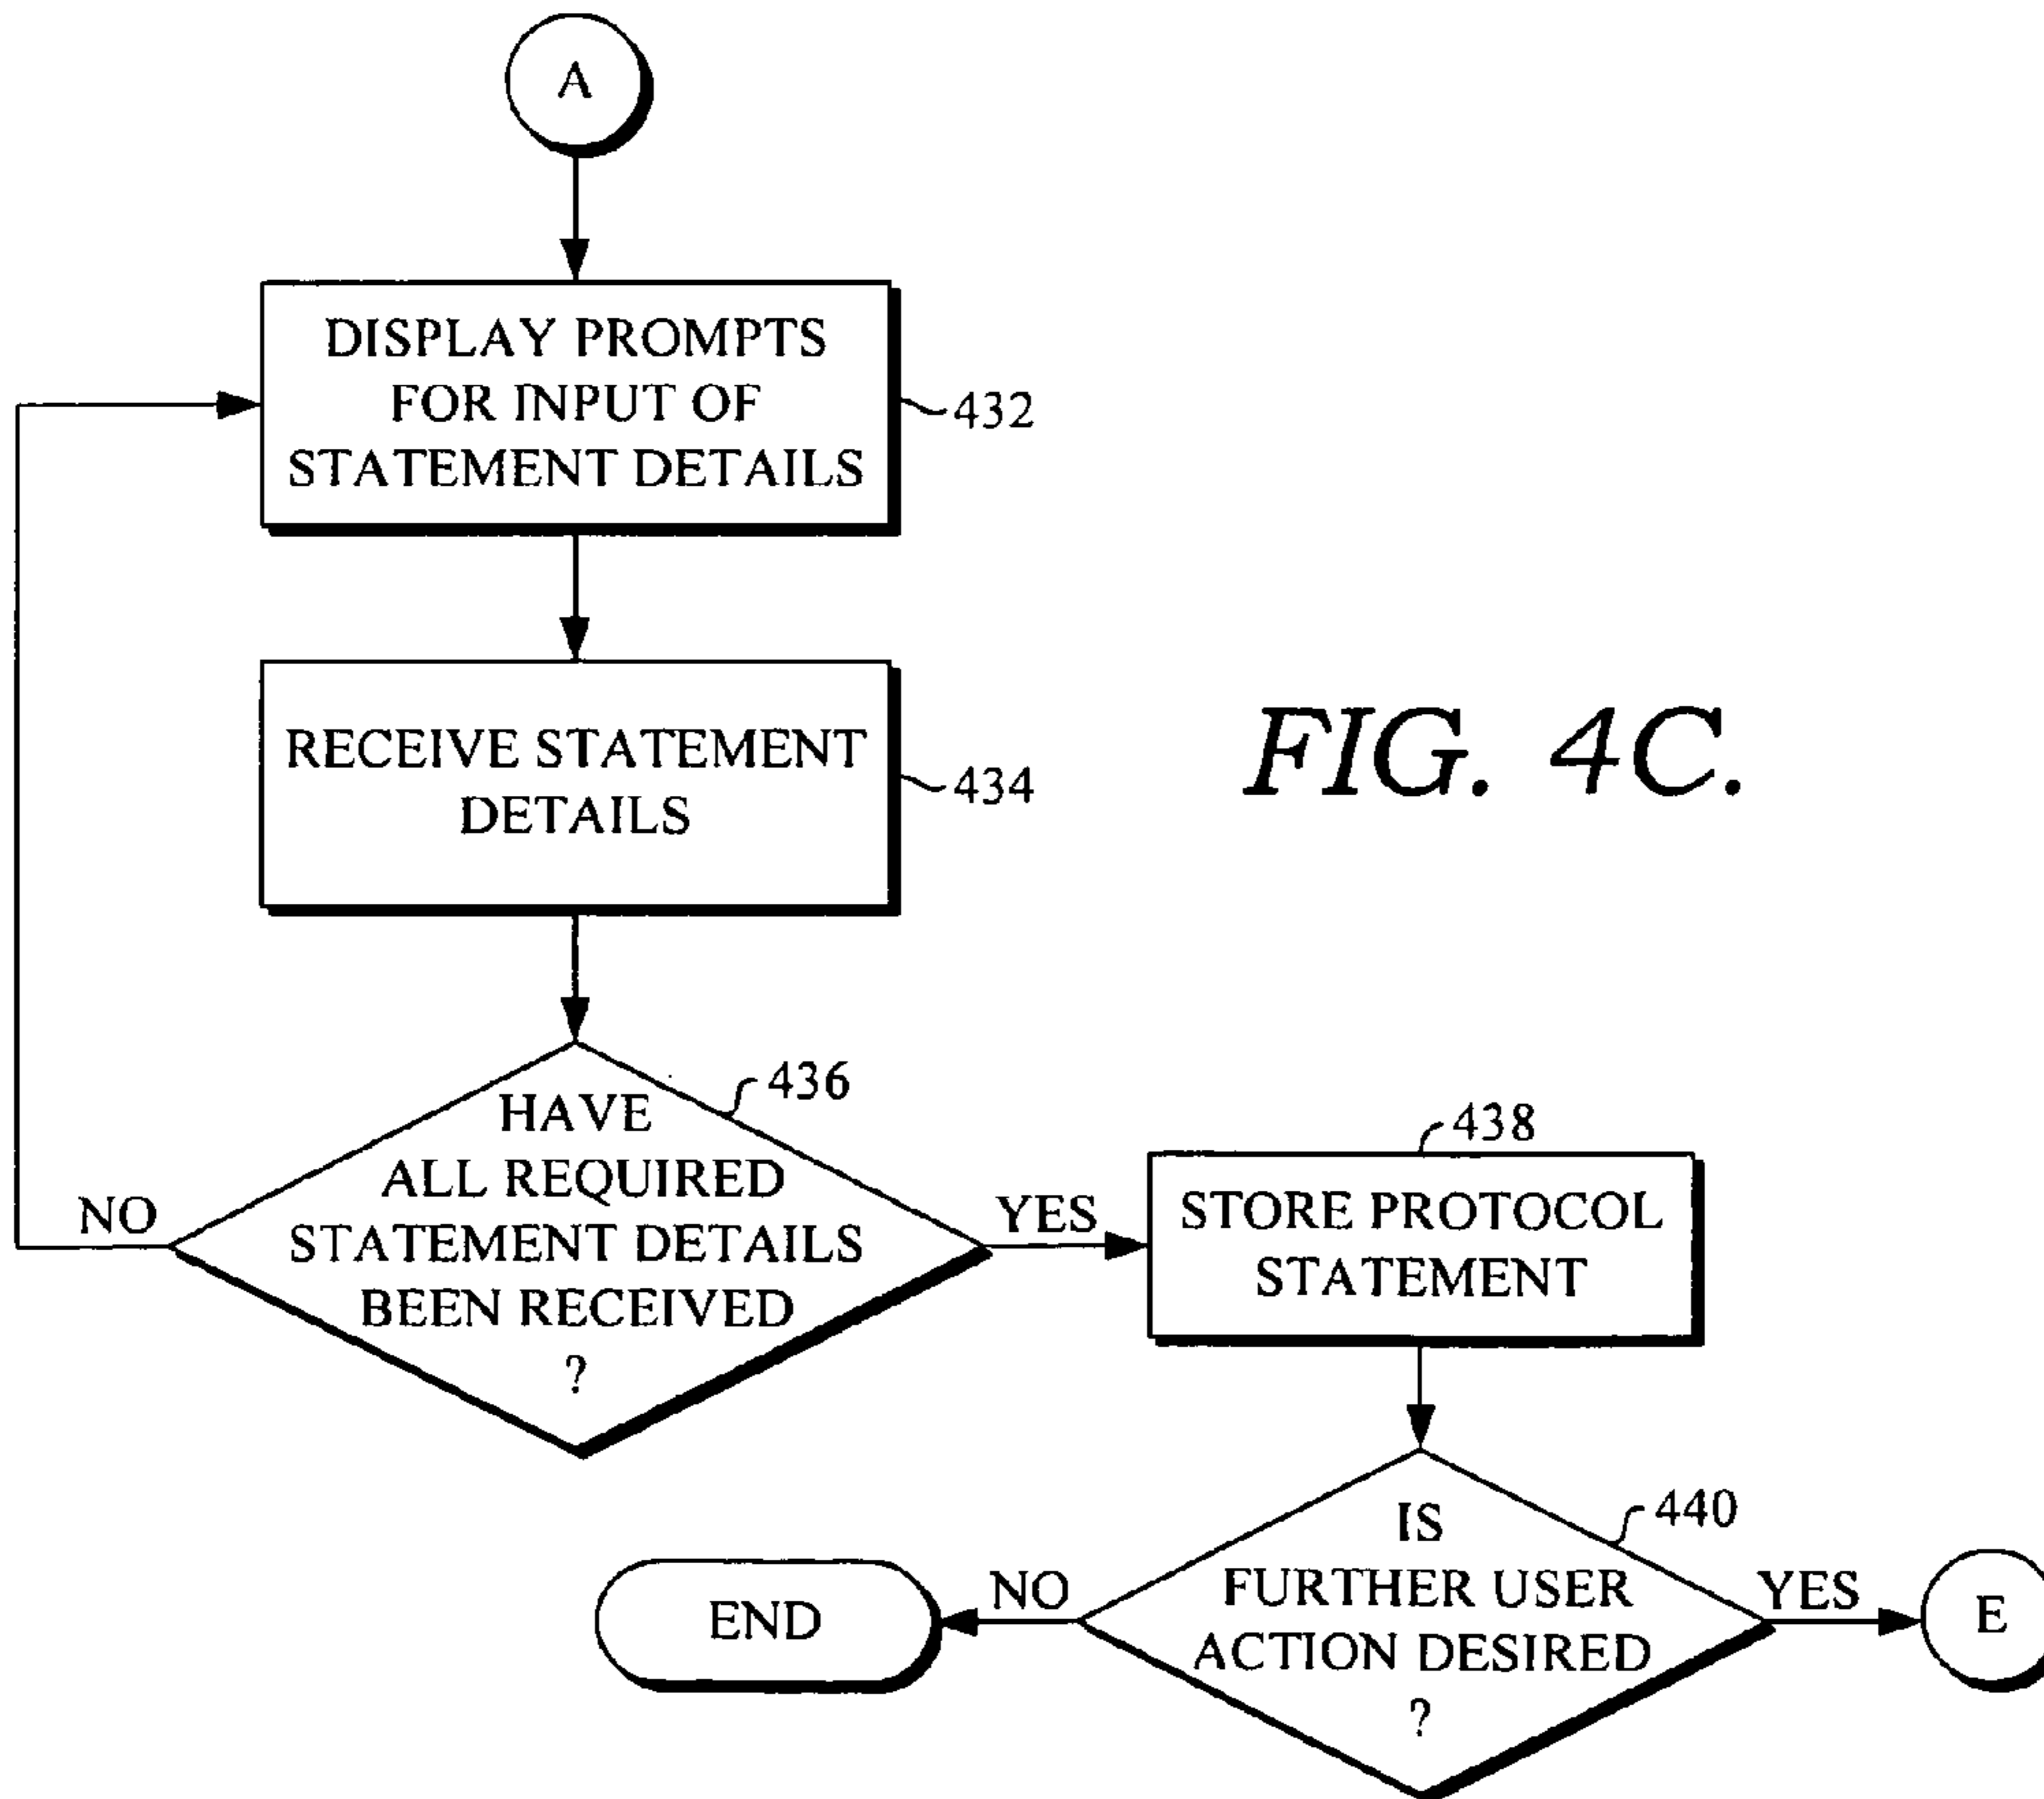 A
DISPLAY PROMPTS
FOR INPUT OF
STATEMENT DETAILS
432
RECEIVE STATEMENT
DETAILS
434
FIG. 4C.
HAVE
ALL REQUIRED
STATEMENT DETAILS
BEEN RECEIVED
?
436
NO
YES
STORE PROTOCOL
STATEMENT
438
IS
FURTHER USER
ACTION DESIRED
?
440
NO
END
YES
E